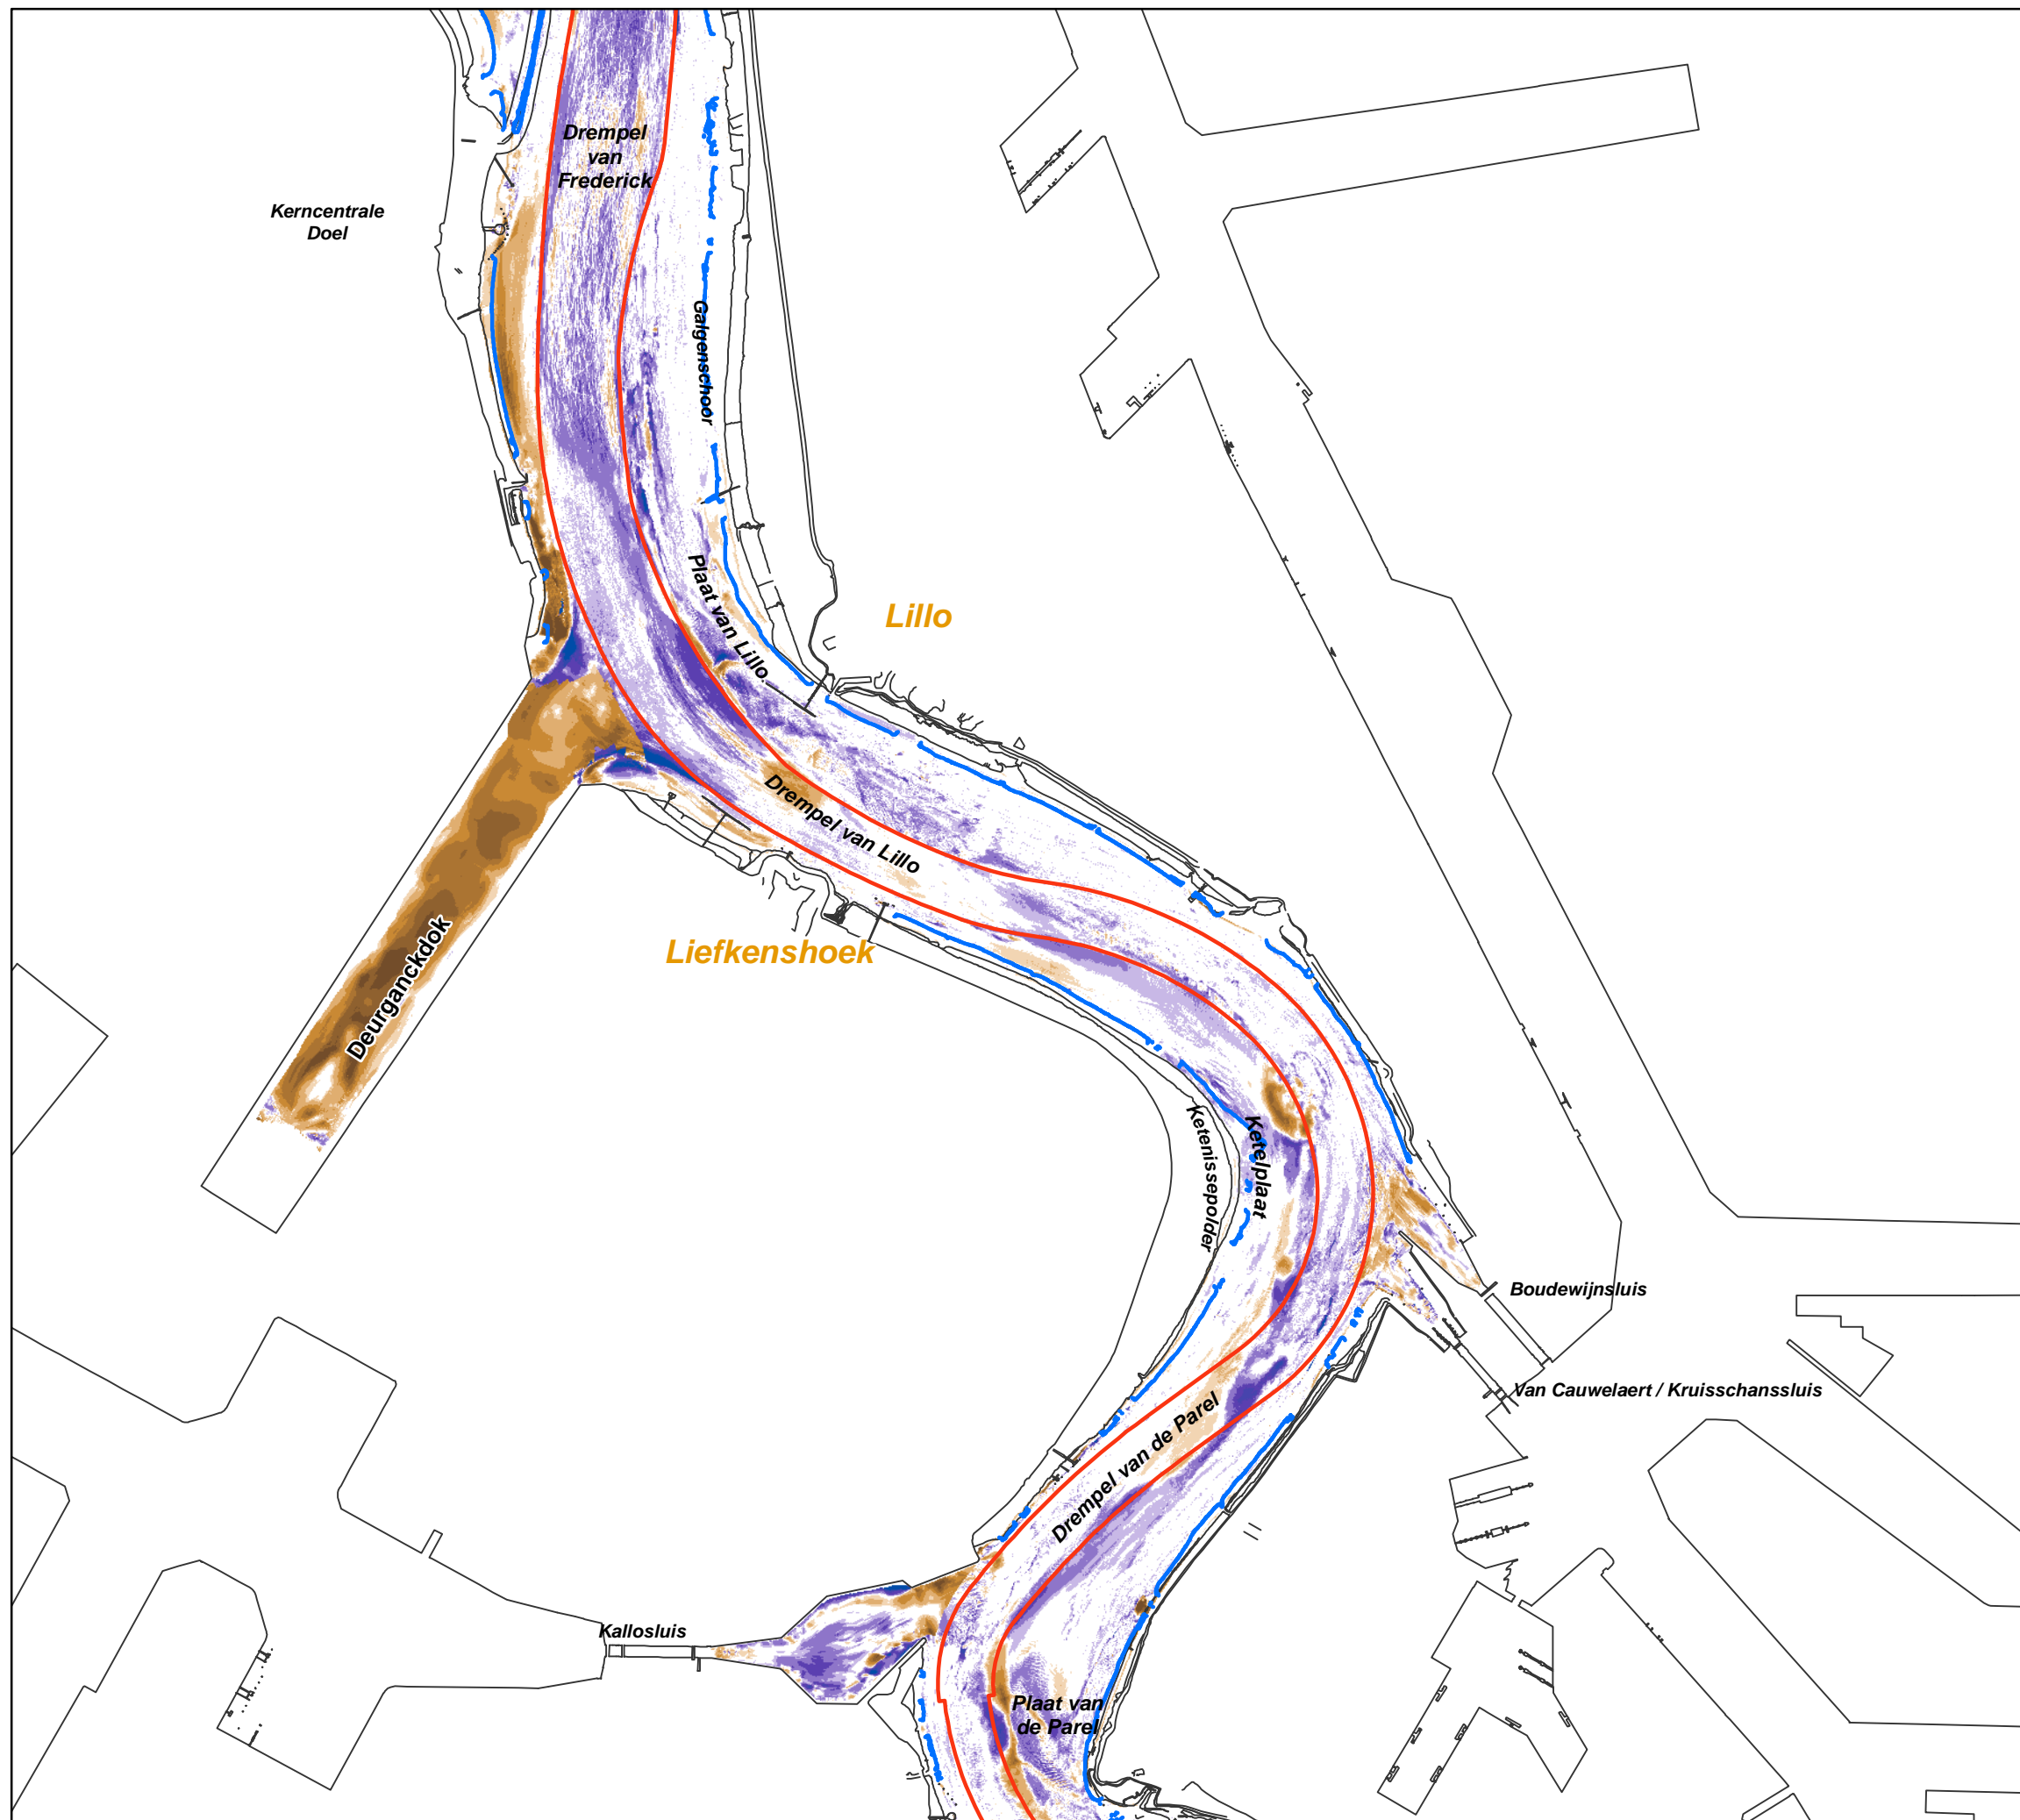 Drempel
van
Frederick
Kerncentrale
Doel
Galgenschoor
Plaat van Lillo
Lillo
Drempel van Lillo
Liefkenshoek
Deurganckdok
Ketenissepolder
Ketelplaat
Boudewijnsluis
Van Cauwelaert / Kruisschanssluis
Drempel van de Parel
Kallosluis
Plaat van
de Parel